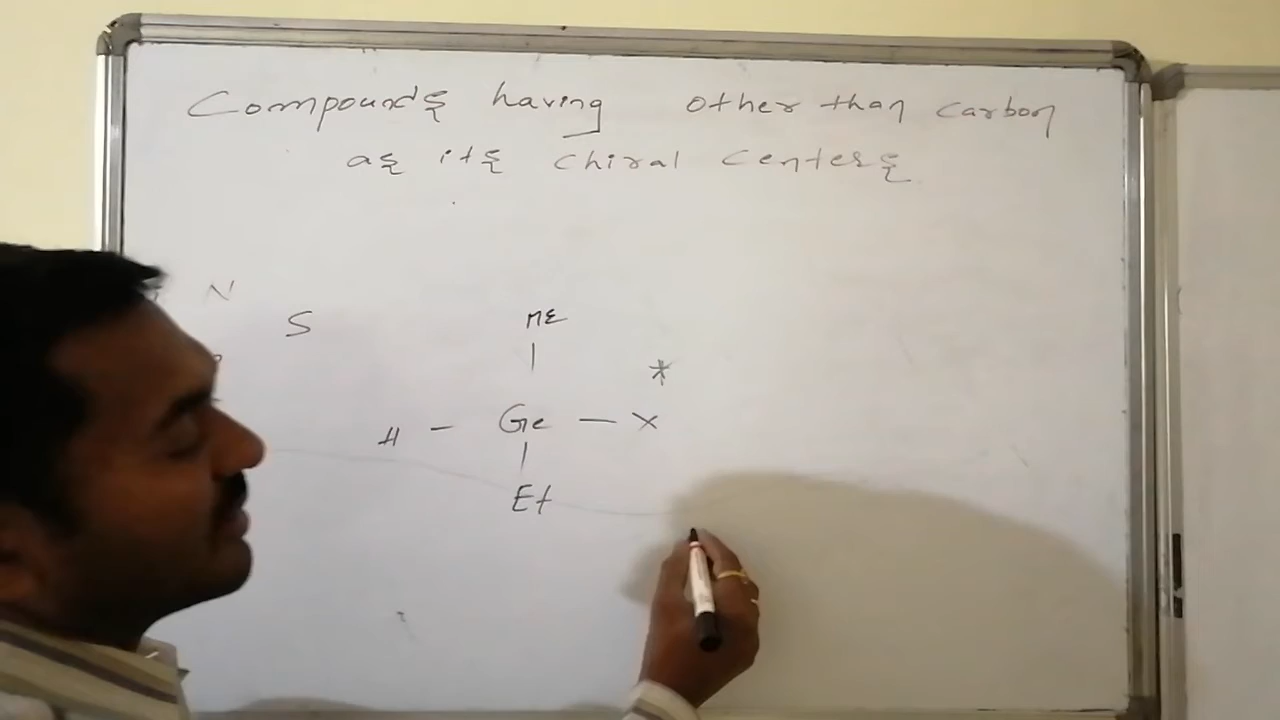 Compounds having other than carbon
as its chiral centers
N
S
Me
|
*
H - Ge - X
|
Et